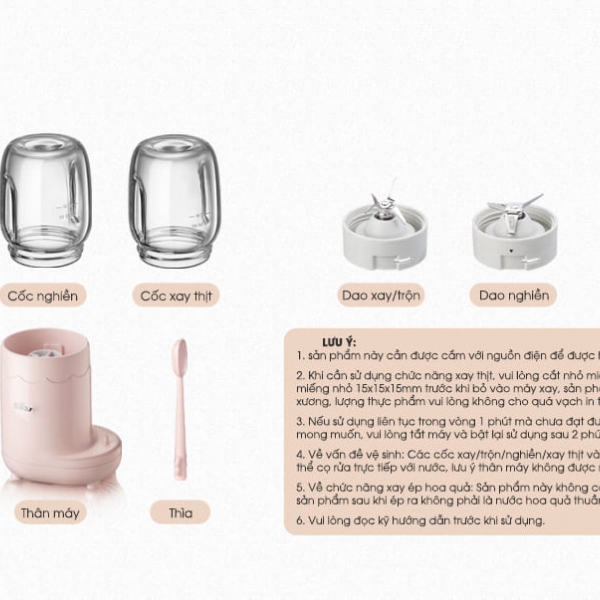 Cốc nghiền
Cốc xay thịt
Dao xay/trộn
Dao nghiền
Bear
Thân máy
Thìa
LƯU Ý:
1. sản phẩm này cần được cắm với nguồn điện để được
2. Khi cần sử dụng chức năng xay thịt, vui lòng cắt nhỏ
miếng nhỏ 15x15x15mm trước khi bỏ vào máy xay, sản
xương, lượng thực phẩm vui lòng không cho quá vạch in
3. Nếu sử dụng liên tục trong vòng 1 phút mà chưa đạt
mong muốn, vui lòng tắt máy và bật lại sử dụng sau 2
4. Về vấn đề vệ sinh: Các cốc xay/trộn/nghiền/xay thịt
thể cọ rửa trực tiếp với nước, lưu ý thân máy không được
5. Về chức năng xay ép hoa quả: Sản phẩm này không
sản phẩm sau khi ép ra không phải là nước hoa quả
6. Vui lòng đọc kỹ hướng dẫn trước khi sử dụng.